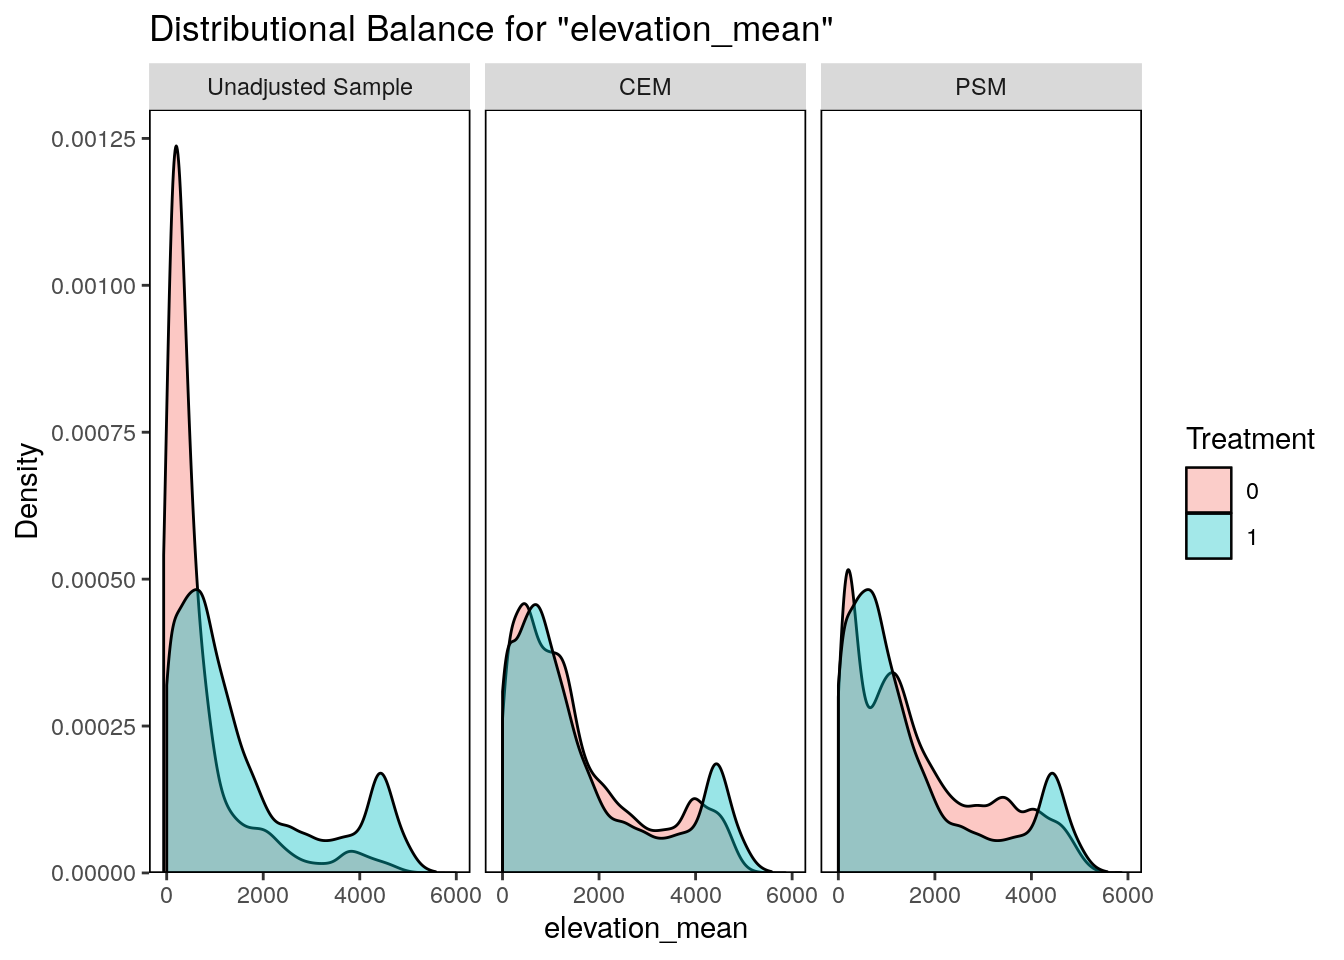 Distributional Balance for "elevation_mean"
Unadjusted Sample
CEM
PSM
0.00125
0.00100
0.00075
0.00050
0.00025
0.00000
Density
0 2000 4000 6000
0 2000 4000 6000
0 2000 4000 6000
elevation_mean
Treatment
0
1